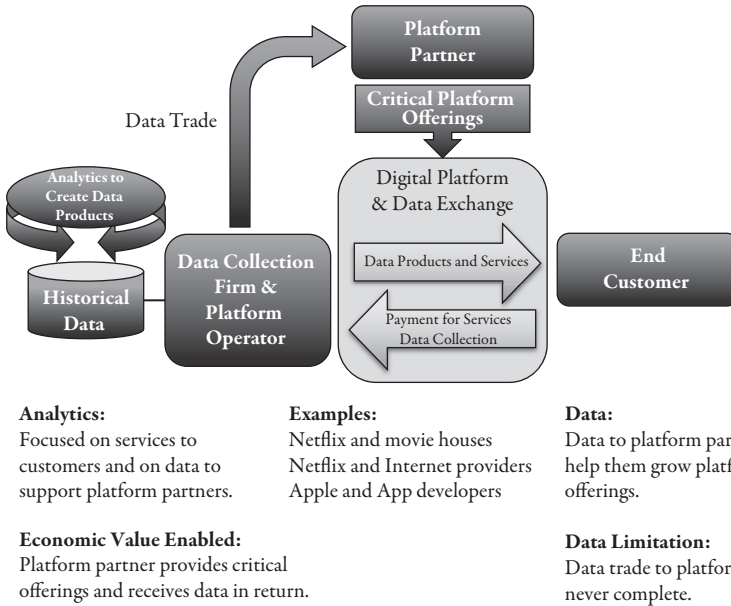 Platform
Partner
Critical Platform
Offerings
Data Trade
Analytics to
Create Data
Products
Digital Platform
& Data Exchange
Data Products and Services
Payment for Services
Data Collection
Historical
Data
Data Collection
Firm &
Platform
Operator
End
Customer
Analytics:
Focused on services to
customers and on data to
support platform partners.
Economic Value Enabled:
Platform partner provides critical
offerings and receives data in return.
Examples:
Netflix and movie houses
Netflix and Internet providers
Apple and App developers
Data:
Data to platform par
help them grow platf
offerings.
Data Limitation:
Data trade to platfor
never complete.